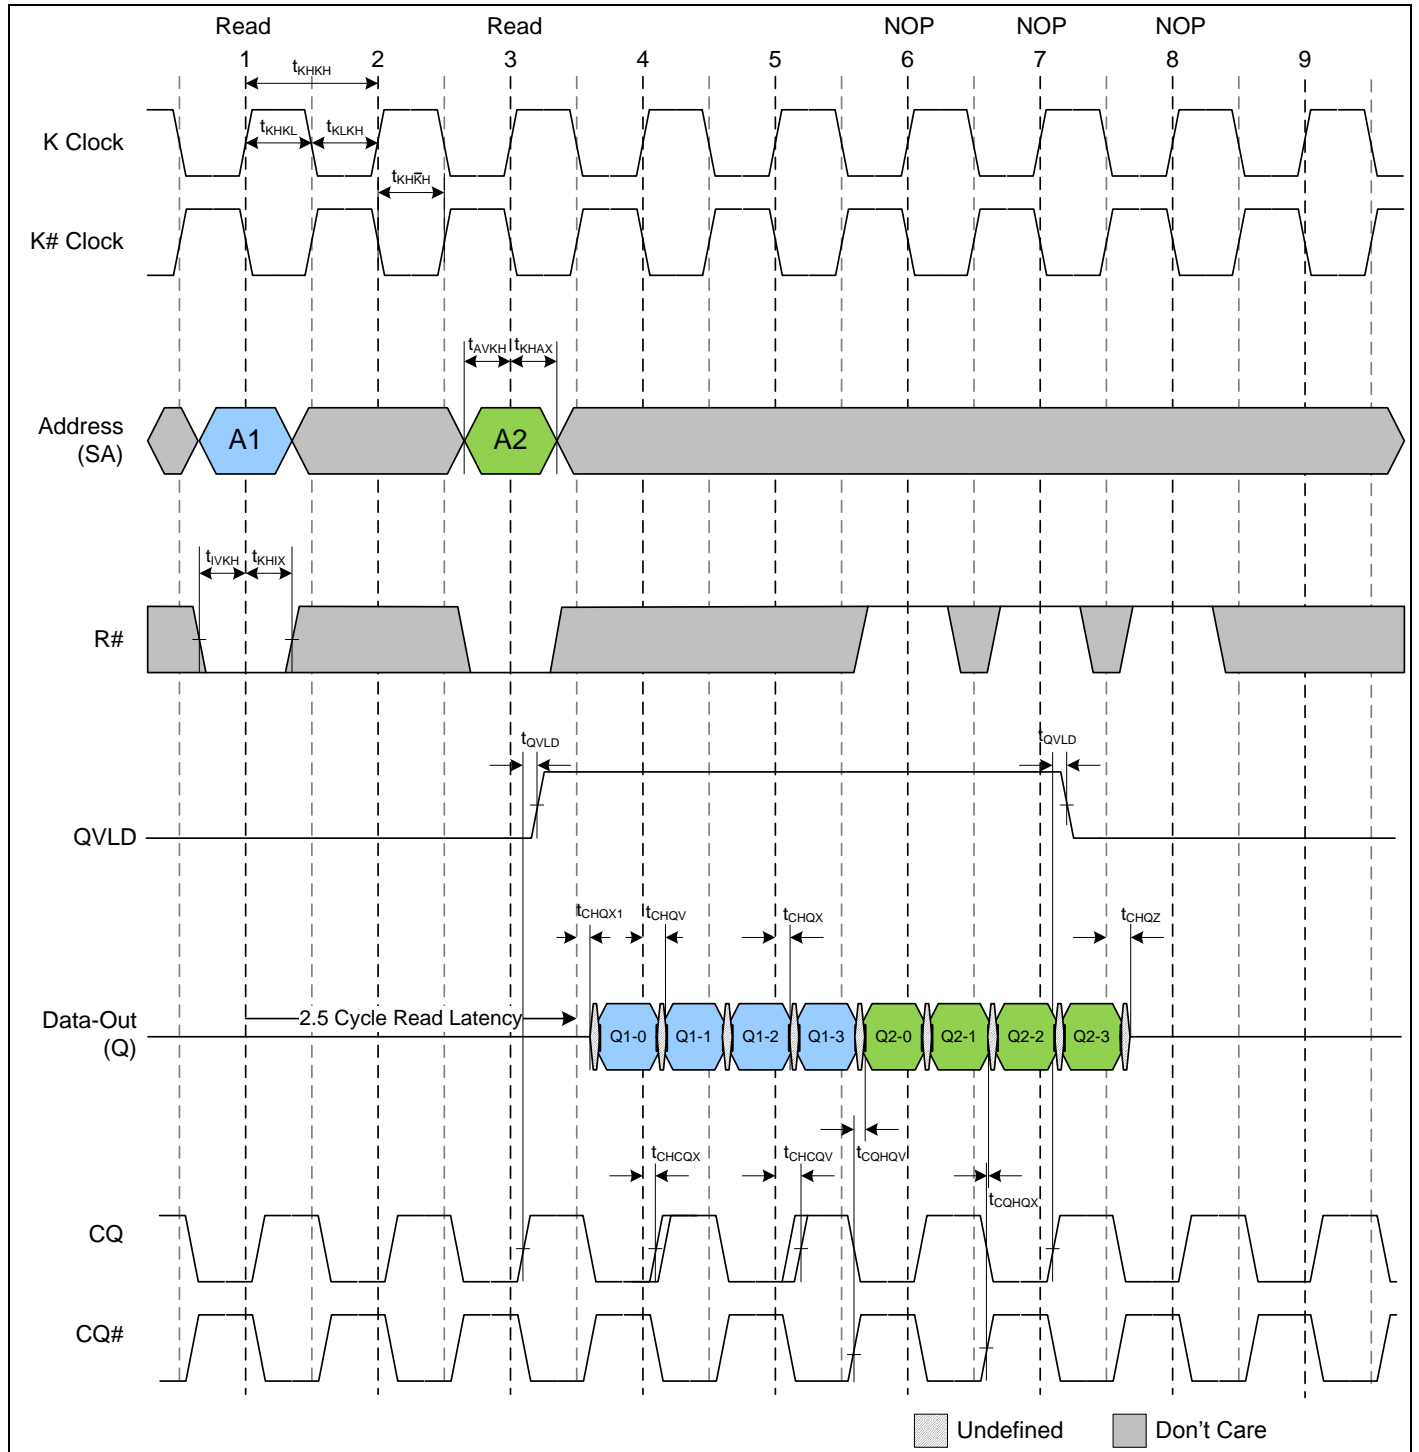 Read Read NOP NOP NOP
1 2 3 4 5 6 7 8 9
tKHKH
K Clock
tKHKL tKLKH
tKHK̅H
K# Clock
tAVKH tKHAX
Address
(SA)
A1 A2
tIVKH tKHIX
R#
tQVLD tQVLD
QVLD
tCHQX1 tCHQV tCHQX tCHQZ
Data-Out
(Q)
2.5 Cycle Read Latency
Q1-0 Q1-1 Q1-2 Q1-3 Q2-0 Q2-1 Q2-2 Q2-3
tCHCQX tCHCQV tCQHQV
tCQHQX
CQ
CQ#
Undefined Don't Care